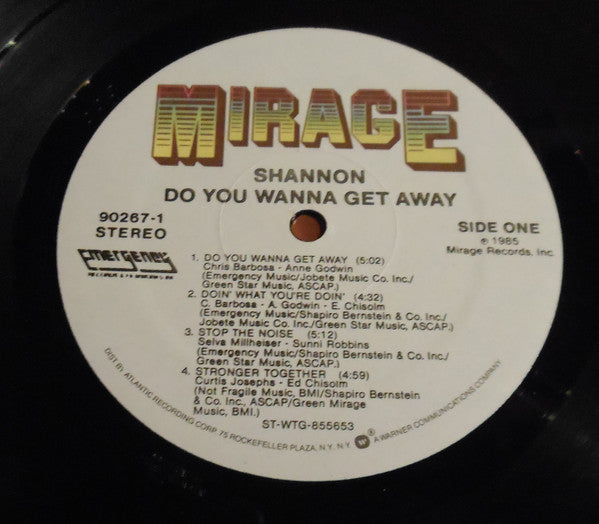 MIRAGE
SHANNON
DO YOU WANNA GET AWAY
90267-1
STEREO
SIDE ONE
℗ 1985
Mirage Records, Inc.
Emergency
1. DO YOU WANNA GET AWAY (5:02)
Chris Barbosa - Anne Godwin
(Emergency Music/Jobete Music Co. Inc./
Green Star Music, ASCAP.)
2. DOIN' WHAT YOU'RE DOIN' (4:32)
C. Barbosa - A. Godwin - E. Chisolm
(Emergency Music/Shapiro Bernstein & Co. Inc./
Jobete Music Co. Inc./Green Star Music, ASCAP.)
3. STOP THE NOISE (5:12)
Selva Millheiser - Sunni Robbins
(Emergency Music/Shapiro Bernstein & Co. Inc./
Green Star Music, ASCAP.)
4. STRONGER TOGETHER (4:59)
Curtis Josephs - Ed Chisolm
(Not Fragile Music, BMI/Shapiro Bernstein
& Co. Inc., ASCAP/Green Mirage
Music, BMI.)
ST-WTG-855653
DIST. BY ATLANTIC RECORDING CORP. 75 ROCKEFELLER PLAZA, N.Y. N.Y. W ® A WARNER COMMUNICATIONS COMPANY